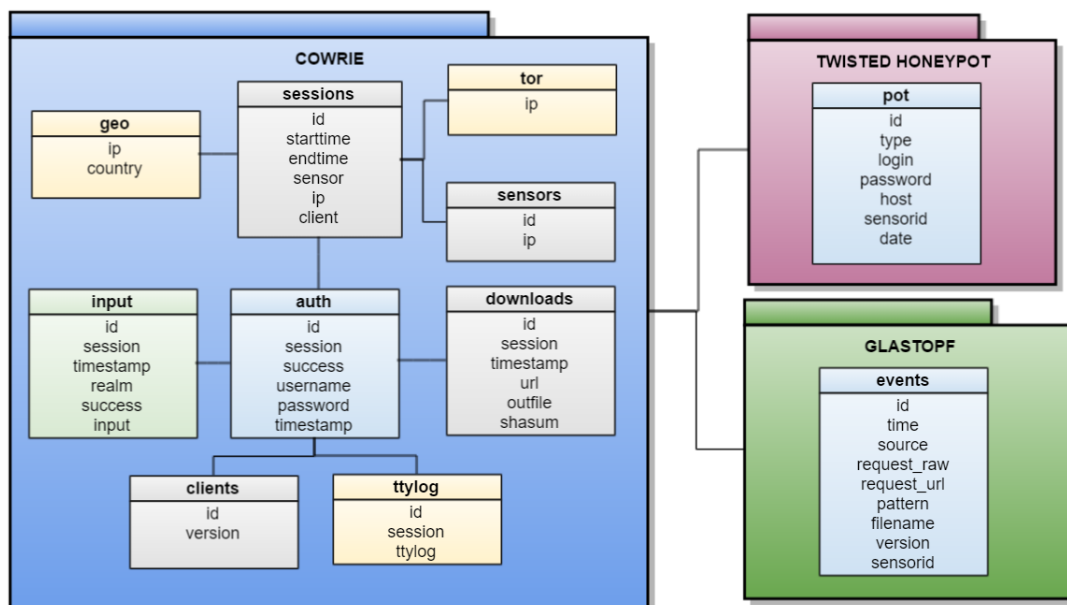 COWRIE
sessions
id
starttime
endtime
sensor
ip
client
geo
ip
country
tor
ip
sensors
id
ip
input
id
session
timestamp
realm
success
input
auth
id
session
success
username
password
timestamp
downloads
id
session
timestamp
url
outfile
shasum
clients
id
version
ttylog
id
session
ttylog
TWISTED HONEYPOT
pot
id
type
login
password
host
sensorid
date
GLASTOPF
events
id
time
source
request_raw
request_url
pattern
filename
version
sensorid